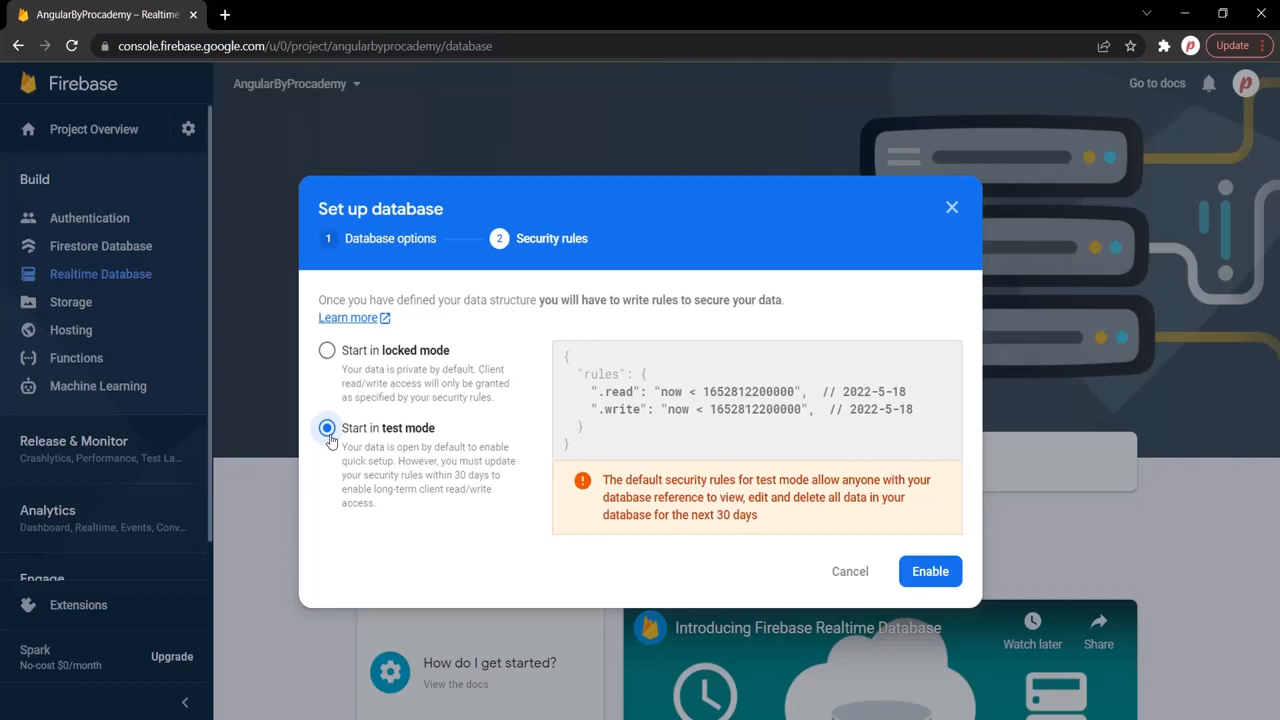 AngularByProcademy – Realtime
console.firebase.google.com/u/0/project/angularbyprocademy/database
Update
Firebase
AngularByProcademy
Go to docs
Project Overview
Build
Authentication
Firestore Database
Realtime Database
Storage
Hosting
Functions
Machine Learning
Release & Monitor
Crashlytics, Performance, Test La...
Analytics
Dashboard, Realtime, Events, Conv...
Engage
Extensions
Spark
No-cost $0/month
Upgrade
Set up database
1 Database options
2 Security rules
Once you have defined your data structure you will have to write rules to secure your data.
Learn more
Start in locked mode
Your data is private by default. Client
read/write access will only be granted
as specified by your security rules.
Start in test mode
Your data is open by default to enable
quick setup. However, you must update
your security rules within 30 days to
enable long-term client read/write
access.
{
"rules": {
".read": "now < 1652812200000", // 2022-5-18
".write": "now < 1652812200000", // 2022-5-18
}
}
The default security rules for test mode allow anyone with your
database reference to view, edit and delete all data in your
database for the next 30 days
Cancel
Enable
How do I get started?
View the docs
Introducing Firebase Realtime Database
Watch later
Share